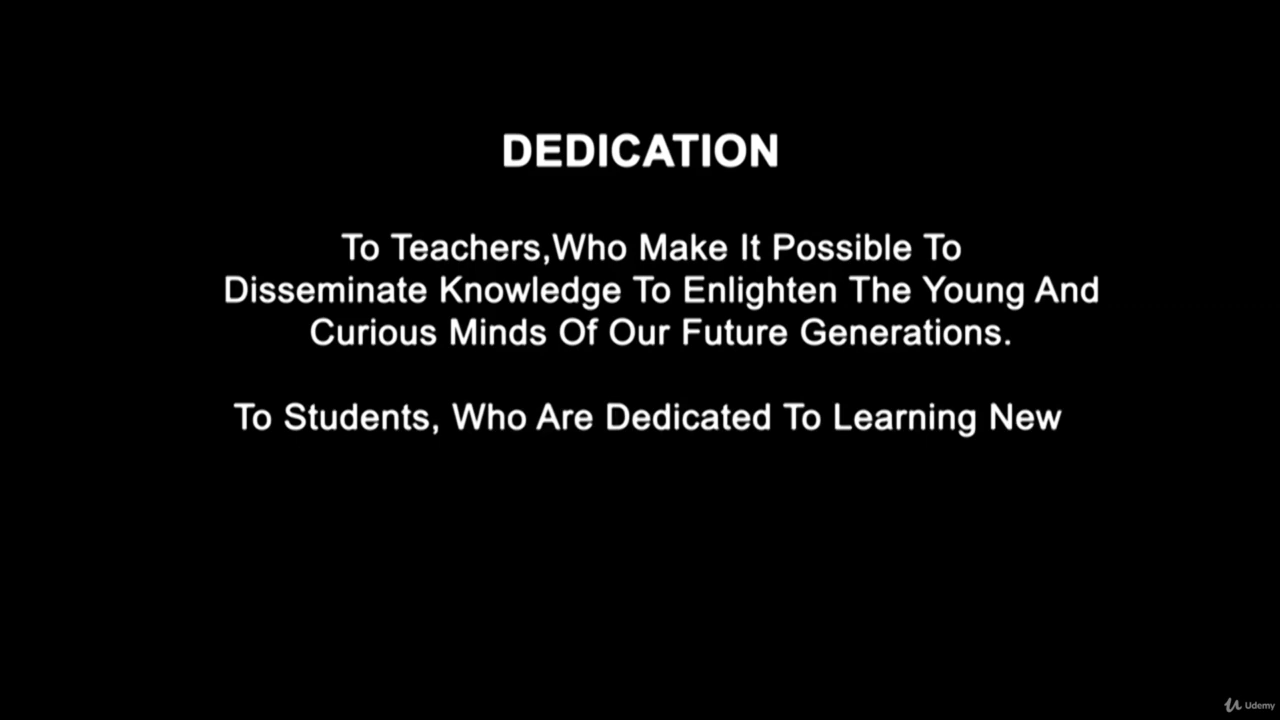 DEDICATION
To Teachers,Who Make It Possible To
Disseminate Knowledge To Enlighten The Young And
Curious Minds Of Our Future Generations.
To Students, Who Are Dedicated To Learning New
Udemy